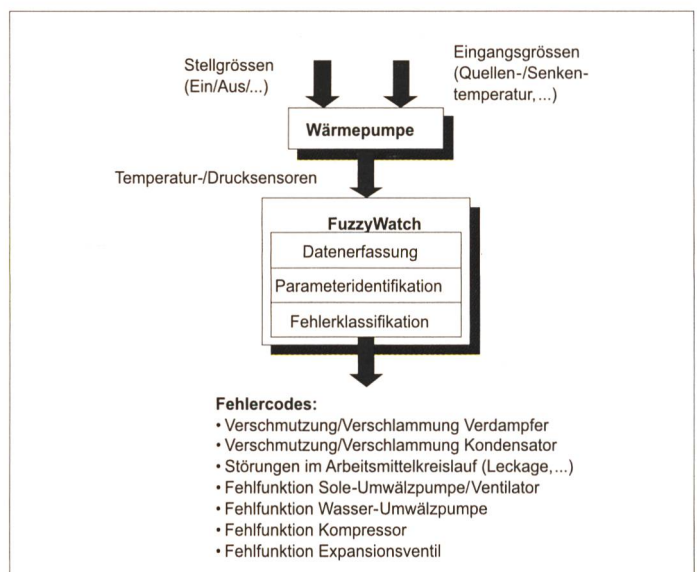 Stellgrössen
(Ein/Aus/...)
Eingangsgrössen
(Quellen-/Senken-
temperatur,...)
Wärmepumpe
Temperatur-/Drucksensoren
FuzzyWatch
Datenerfassung
Parameteridentifikation
Fehlerklassifikation
Fehlercodes:
• Verschmutzung/Verschlammung Verdampfer
• Verschmutzung/Verschlammung Kondensator
• Störungen im Arbeitsmittelkreislauf (Leckage,...)
• Fehlfunktion Sole-Umwälzpumpe/Ventilator
• Fehlfunktion Wasser-Umwälzpumpe
• Fehlfunktion Kompressor
• Fehlfunktion Expansionsventil